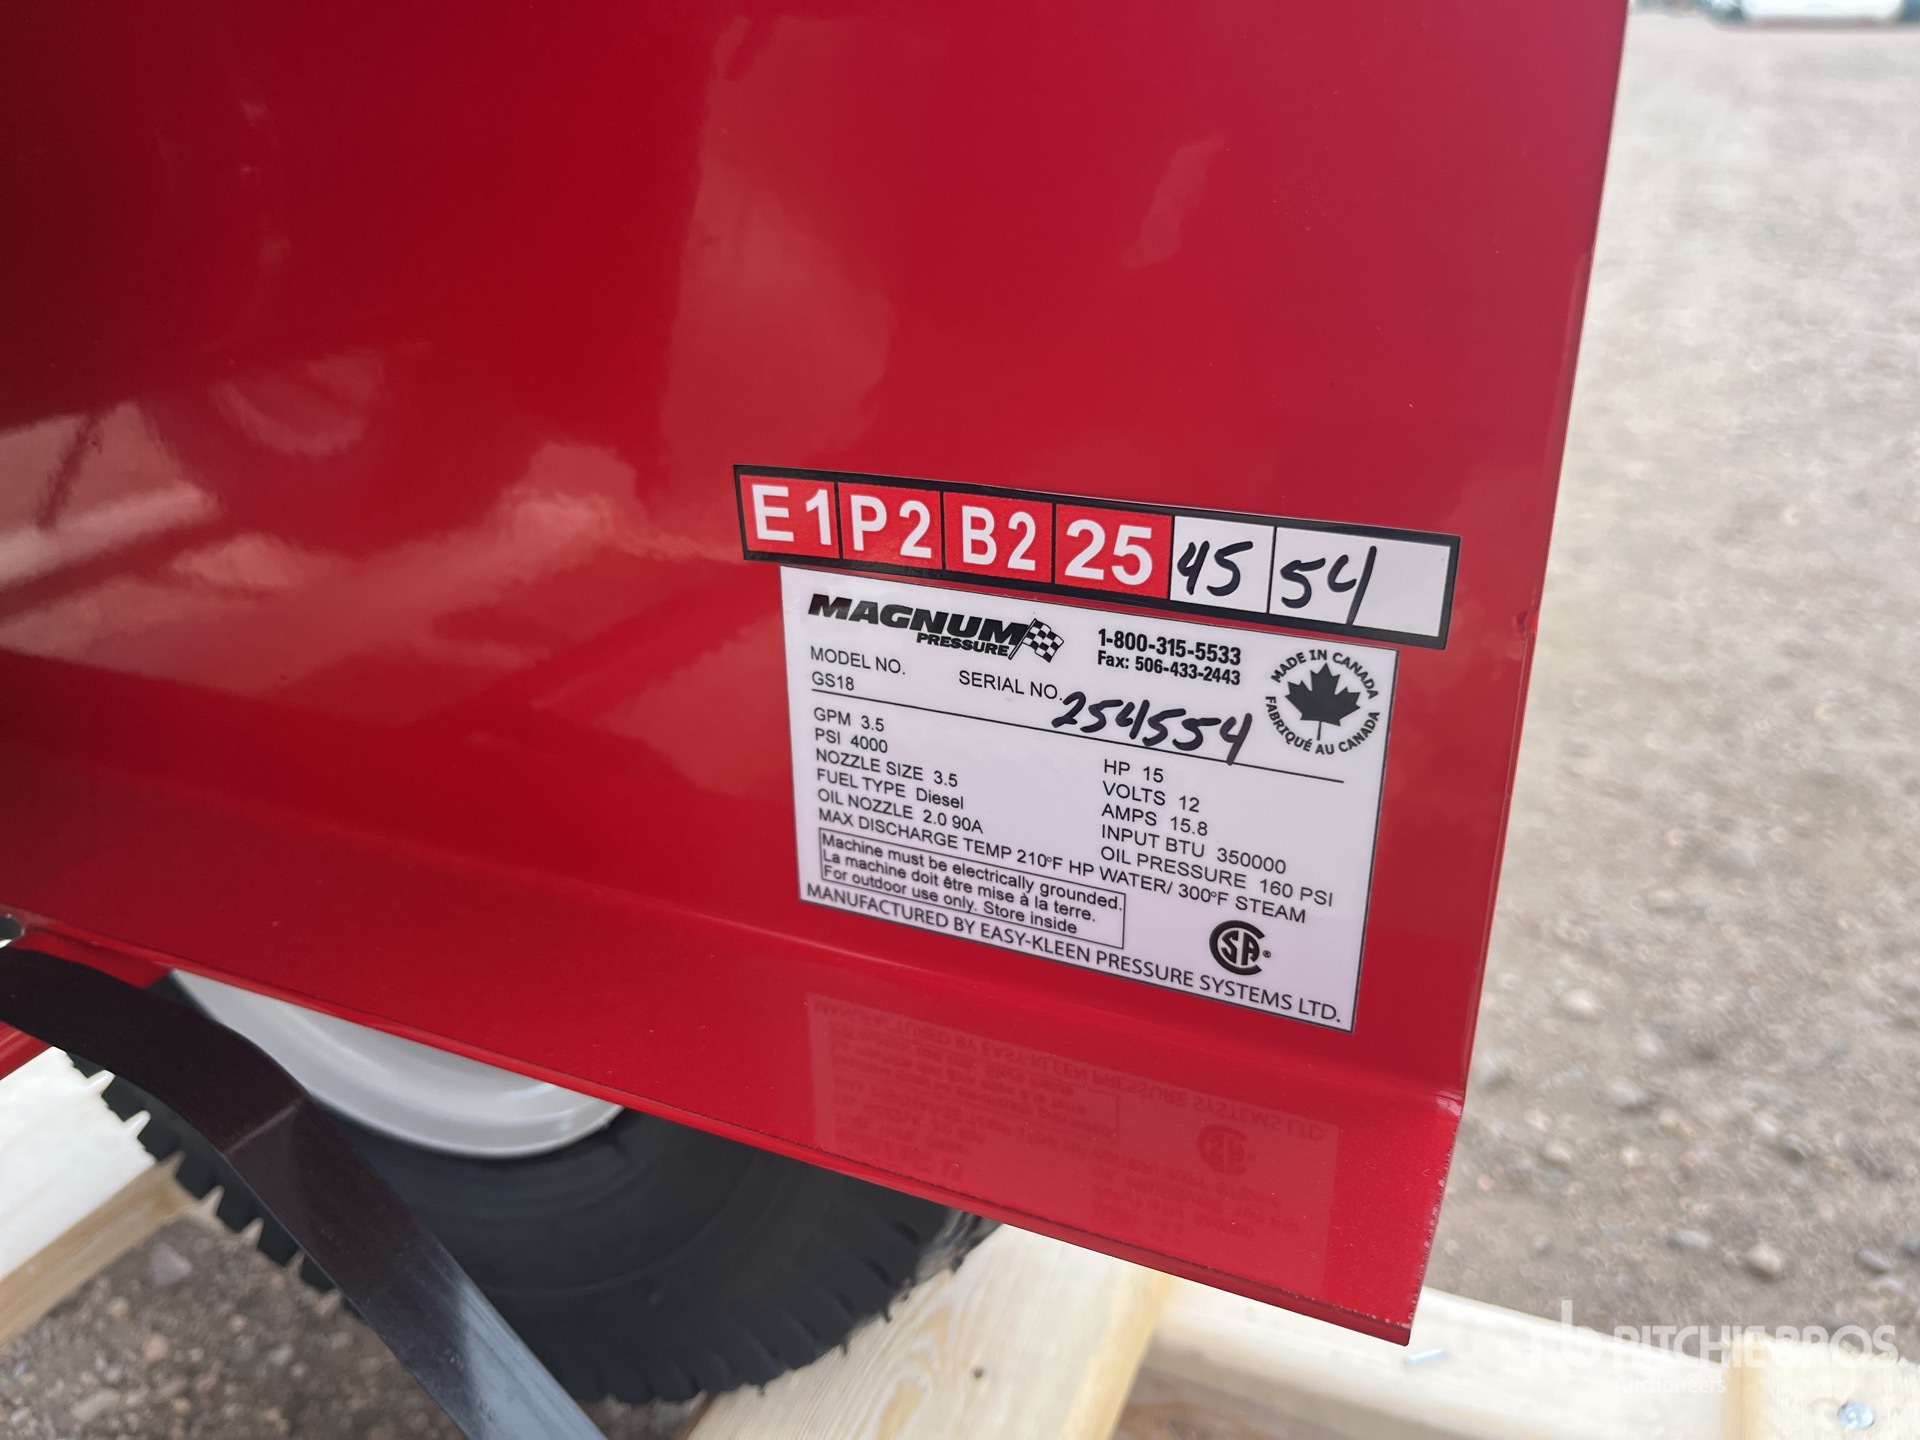 E1 P2 B2 25 45 54
MAGNUM
PRESSURE
1-800-315-5533
Fax: 506-433-2443
MADE IN CANADA
FABRIQUÉ AU CANADA
MODEL NO.
GS18
SERIAL NO. 254554
GPM 3.5
PSI 4000
NOZZLE SIZE 3.5
FUEL TYPE Diesel
OIL NOZZLE 2.0 90A
HP 15
VOLTS 12
AMPS 15.8
INPUT BTU 350000
OIL PRESSURE 160 PSI
MAX DISCHARGE TEMP 210°F HP WATER/ 300°F STEAM
Machine must be electrically grounded.
La machine doit être mise à la terre.
For outdoor use only. Store inside
CSA®
MANUFACTURED BY EASY-KLEEN PRESSURE SYSTEMS LTD.
rb RITCHIE BROS
Auctioneers